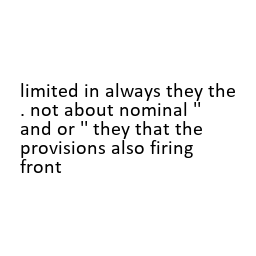 limited in always they the
. not about nominal "
and or " they that the
provisions also firing
front